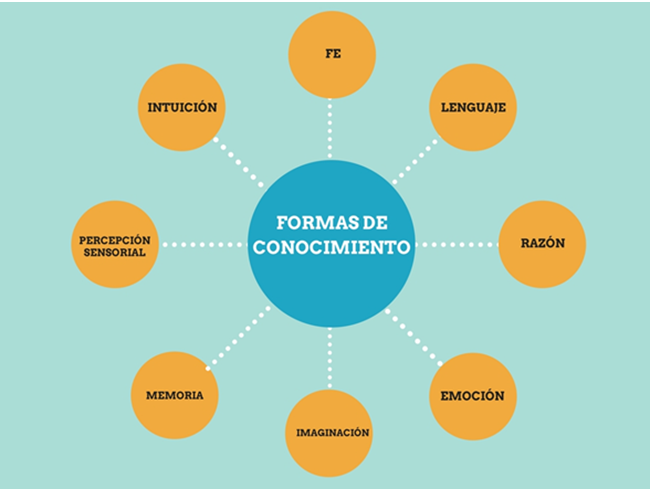 FE
INTUICIÓN
LENGUAJE
FORMAS DE
CONOCIMIENTO
PERCEPCIÓN
SENSORIAL
RAZÓN
MEMORIA
EMOCIÓN
IMAGINACIÓN